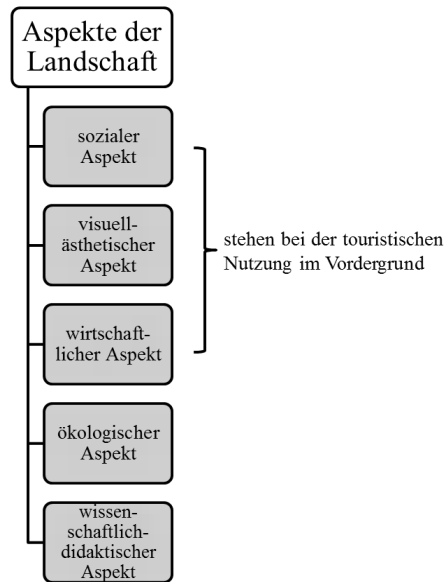 Aspekte der
Landschaft
sozialer
Aspekt
visuell-
ästhetischer
Aspekt
stehen bei der touristischen
Nutzung im Vordergrund
wirtschaft-
licher Aspekt
ökologischer
Aspekt
wissen-
schaftlich-
didaktischer
Aspekt